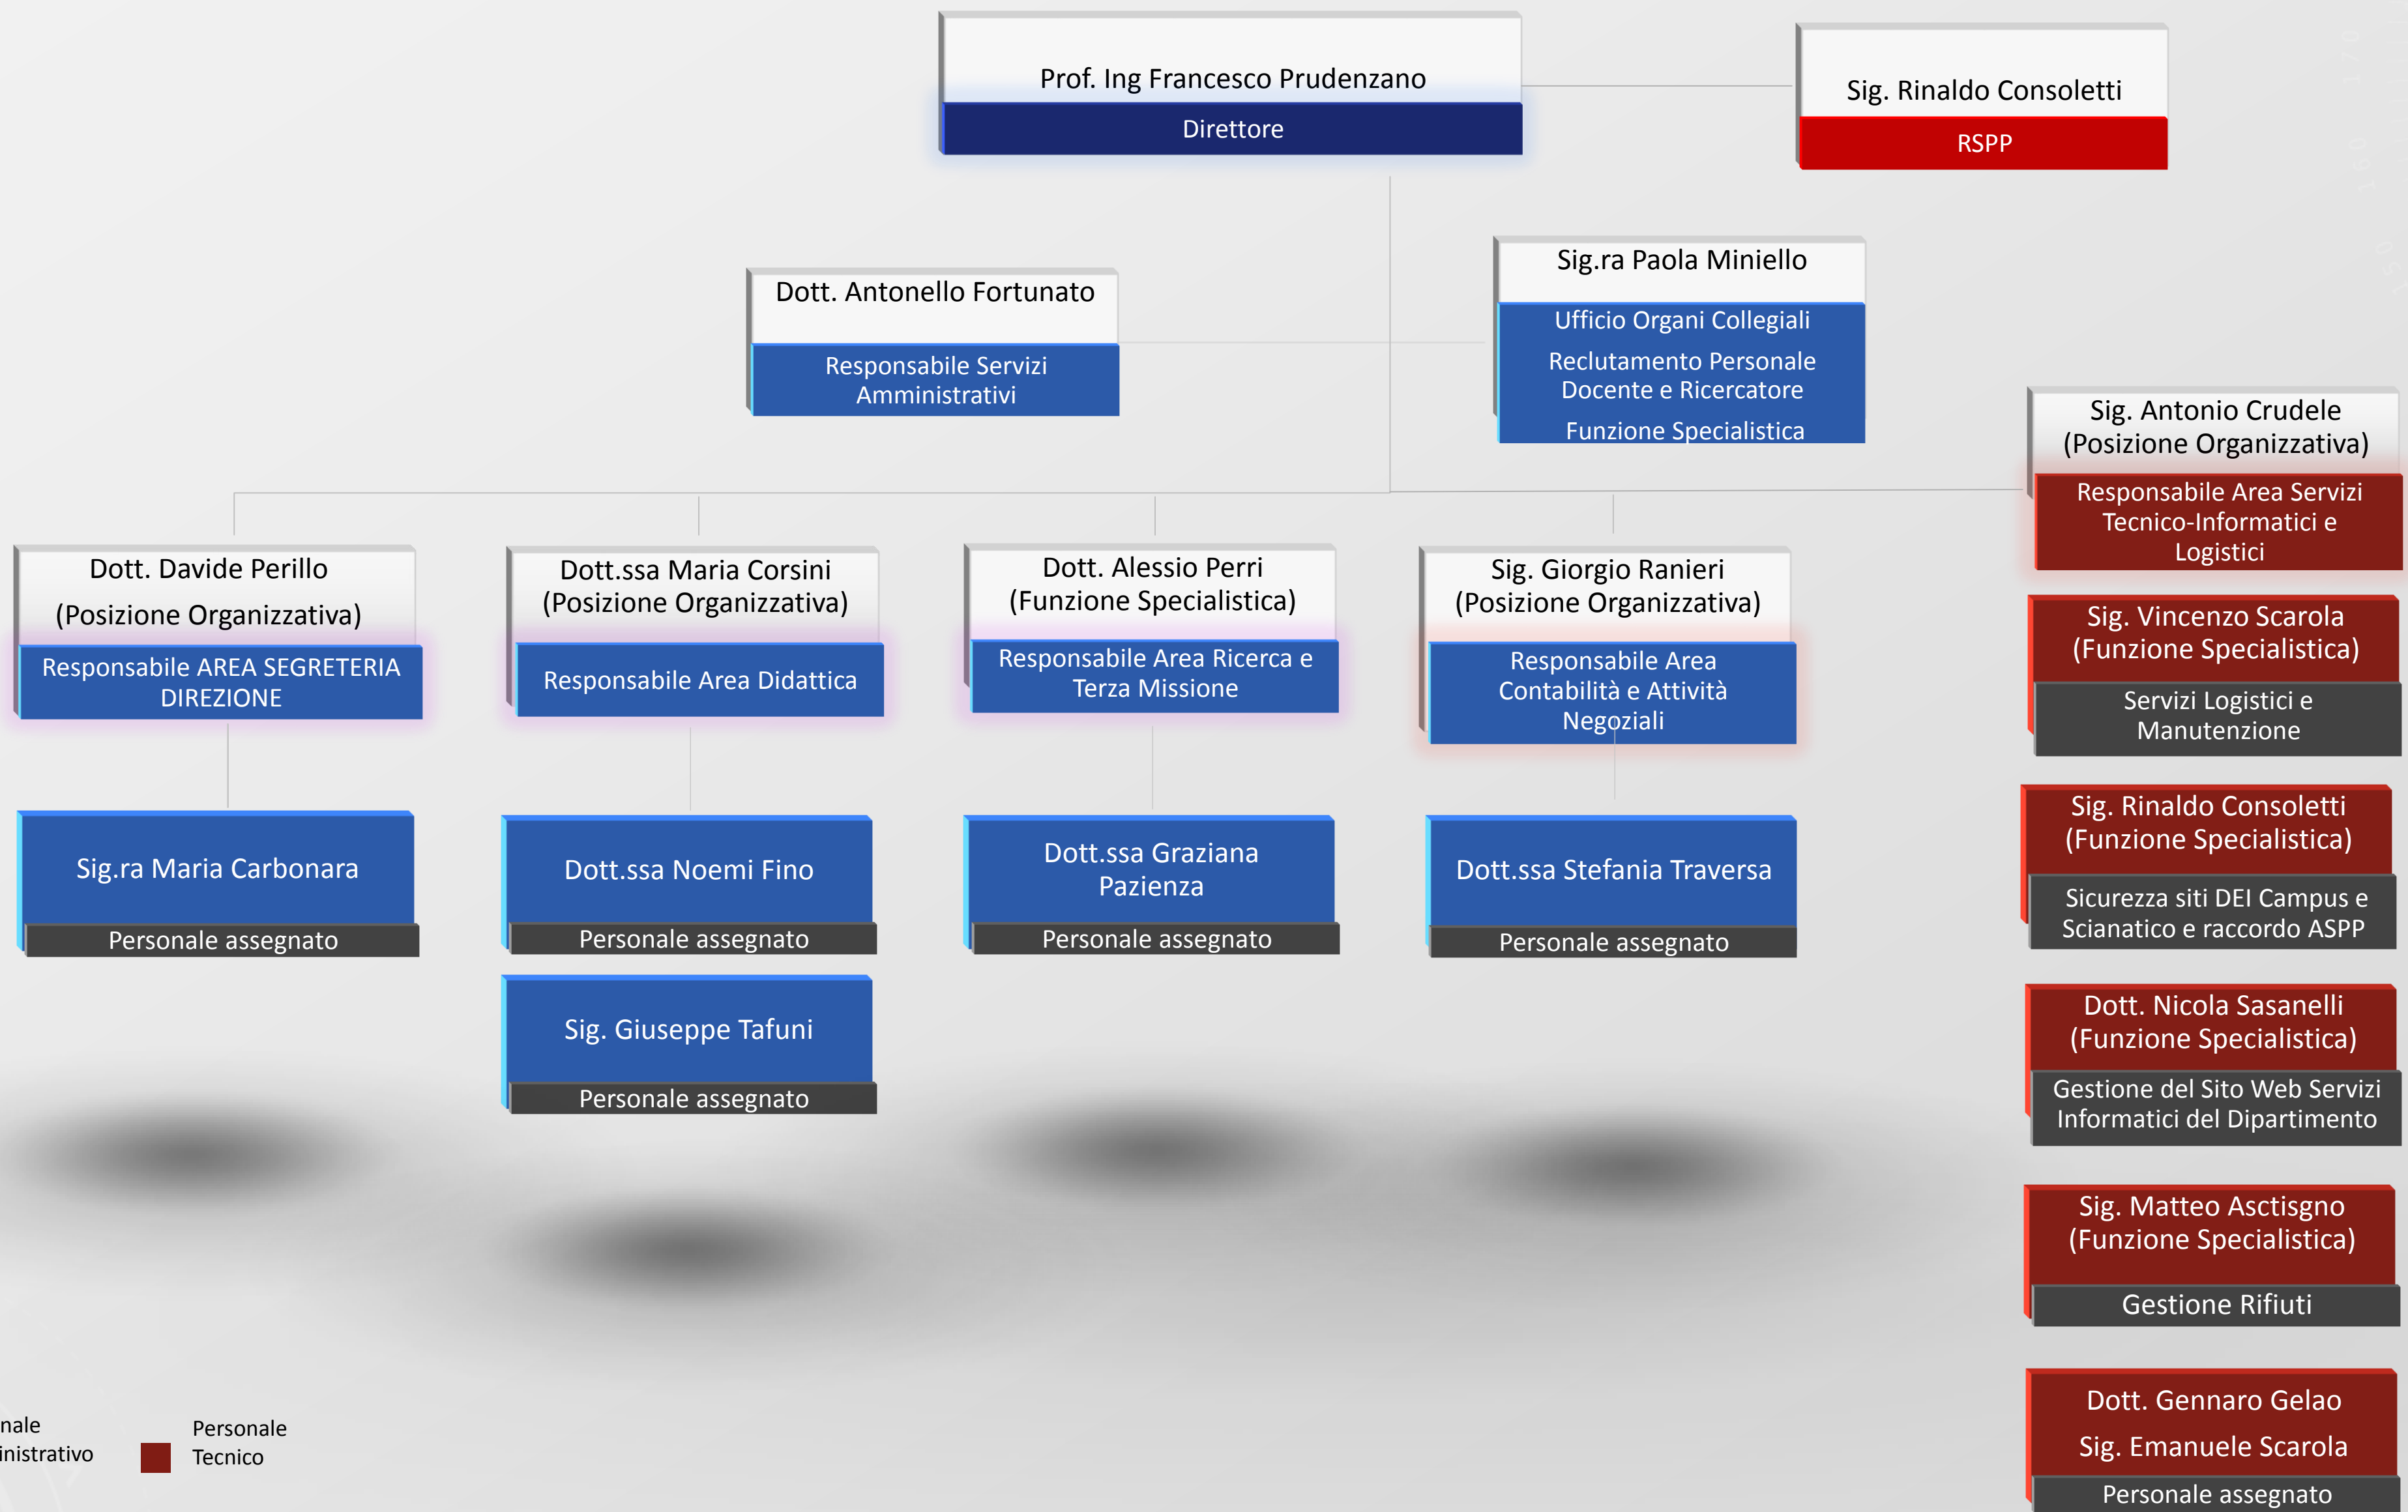 Prof. Ing Francesco Prudenzano
Direttore
Sig. Rinaldo Consoletti
RSPP
Dott. Antonello Fortunato
Responsabile Servizi
Amministrativi
Sig.ra Paola Miniello
Ufficio Organi Collegiali
Reclutamento Personale
Docente e Ricercatore
Funzione Specialistica
Dott. Davide Perillo
(Posizione Organizzativa)
Responsabile AREA SEGRETERIA
DIREZIONE
Sig.ra Maria Carbonara
Personale assegnato
Dott.ssa Maria Corsini
(Posizione Organizzativa)
Responsabile Area Didattica
Dott.ssa Noemi Fino
Personale assegnato
Sig. Giuseppe Tafuni
Personale assegnato
Dott. Alessio Perri
(Funzione Specialistica)
Responsabile Area Ricerca e
Terza Missione
Dott.ssa Graziana
Pazienza
Personale assegnato
Sig. Giorgio Ranieri
(Posizione Organizzativa)
Responsabile Area
Contabilità e Attività
Negoziali
Dott.ssa Stefania Traversa
Personale assegnato
Sig. Antonio Crudele
(Posizione Organizzativa)
Responsabile Area Servizi
Tecnico-Informatici e
Logistici
Sig. Vincenzo Scarola
(Funzione Specialistica)
Servizi Logistici e
Manutenzione
Sig. Rinaldo Consoletti
(Funzione Specialistica)
Sicurezza siti DEI Campus e
Scianatico e raccordo ASPP
Dott. Nicola Sasanelli
(Funzione Specialistica)
Gestione del Sito Web Servizi
Informatici del Dipartimento
Sig. Matteo Asctisgno
(Funzione Specialistica)
Gestione Rifiuti
Dott. Gennaro Gelao
Sig. Emanuele Scarola
Personale assegnato
nale
inistrativo
Personale
Tecnico
160 170